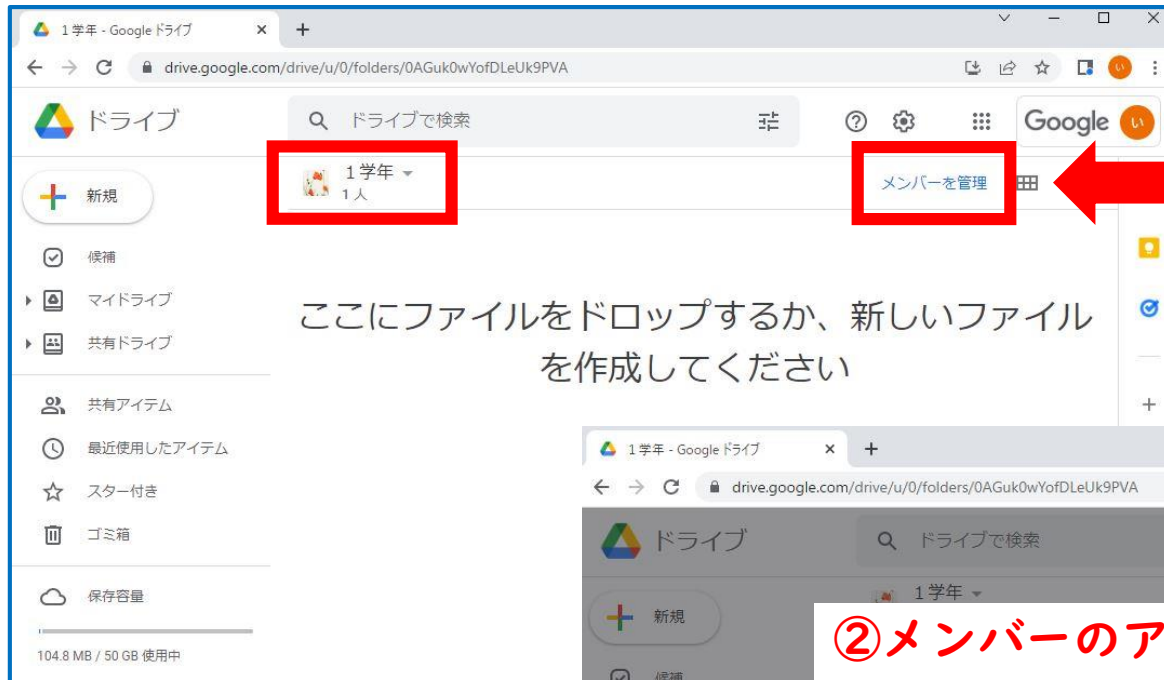 1学年 - Google ドライブ
drive.google.com/drive/u/0/folders/0AGuk0wYofDLeUk9PVA
ドライブ
ドライブで検索
Google
い
新規
1学年
1人
メンバーを管理
候補
マイドライブ
共有ドライブ
共有アイテム
最近使用したアイテム
スター付き
ゴミ箱
保存容量
104.8 MB / 50 GB 使用中
ここにファイルをドロップするか、新しいファイル
を作成してください
1学年 - Google ドライブ
drive.google.com/drive/u/0/folders/0AGuk0wYofDLeUk9PVA
ドライブ
ドライブで検索
新規
1学年
候補
②メンバーのア